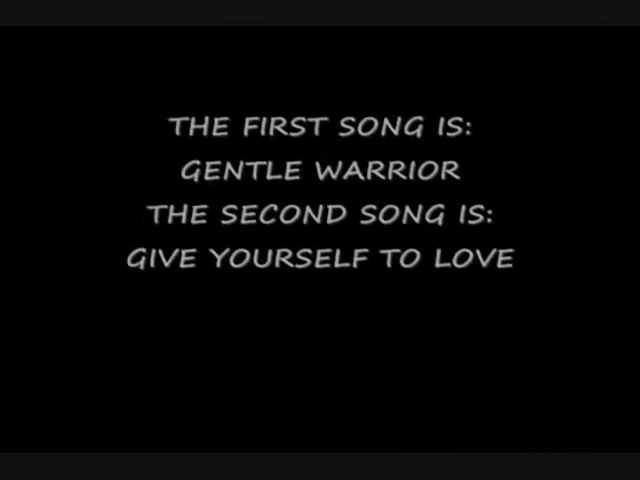 THE FIRST SONG IS:
GENTLE WARRIOR
THE SECOND SONG IS:
GIVE YOURSELF TO LOVE